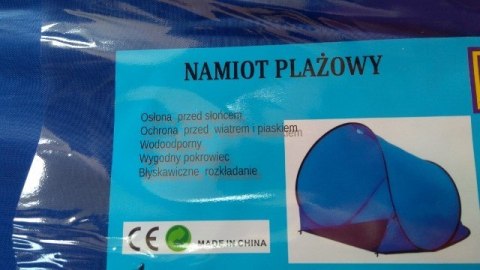 NAMIOT PLAŻOWY
Osłona przed słońcem
Ochrona przed wiatrem i piaskiem
Wodoodporny
Wygodny pokrowiec
Błyskawiczne rozkładanie
CE MADE IN CHINA